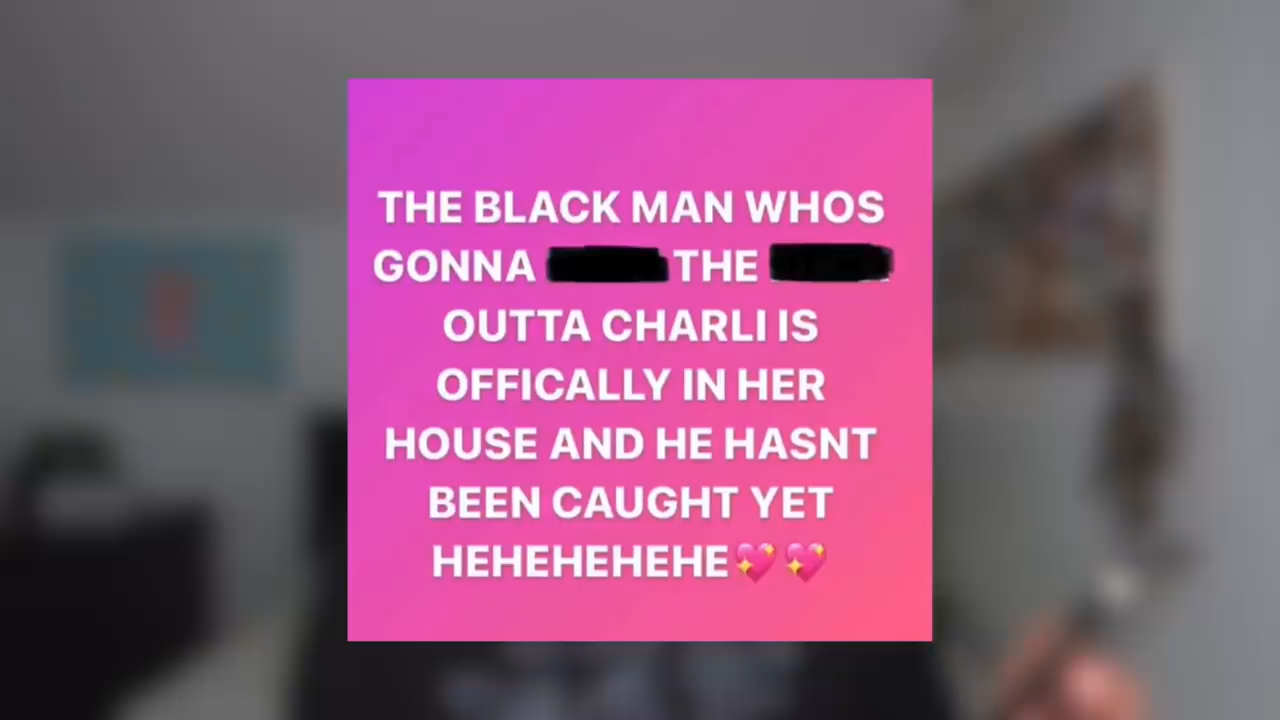 THE BLACK MAN WHOS
GONNA THE
OUTTA CHARLI IS
OFFICALLY IN HER
HOUSE AND HE HASNT
BEEN CAUGHT YET
HEHEHEHEHE💖💖